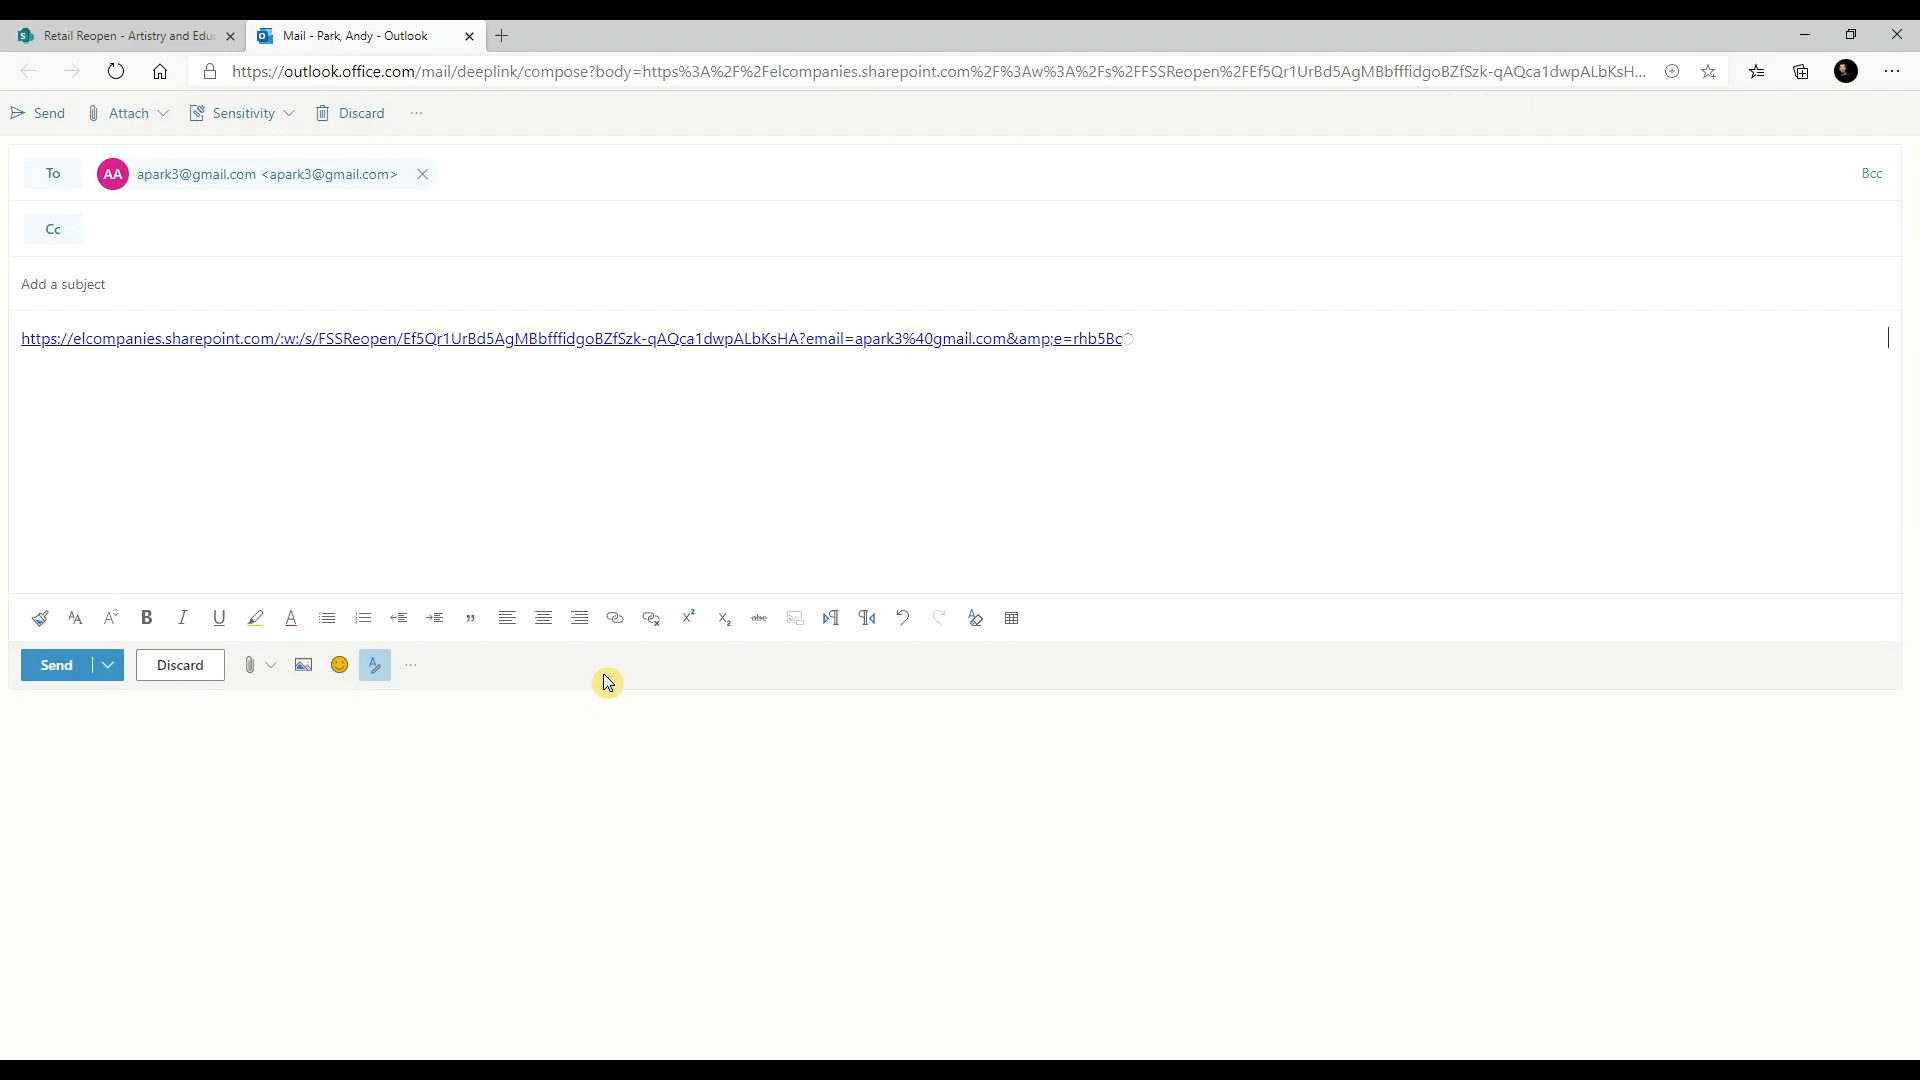 Retail Reopen - Artistry and Edu
Mail - Park, Andy - Outlook
https://outlook.office.com/mail/deeplink/compose?body=https%3A%2F%2Felcompanies.sharepoint.com%2F%3Aw%3A%2Fs%2FFSSReopen%2FEf5Qr1UrBd5AgMBbfffidgoBZfSzk-qAQca1dwpALbKsH...
Send Attach Sensitivity Discard ...
To AA apark3@gmail.com <apark3@gmail.com> Bcc
Cc
Add a subject
https://elcompanies.sharepoint.com/:w:/s/FSSReopen/Ef5Qr1UrBd5AgMBbfffidgoBZfSzk-qAQca1dwpALbKsHA?email=apark3%40gmail.com&amp;e=rhb5Bc
Send Discard